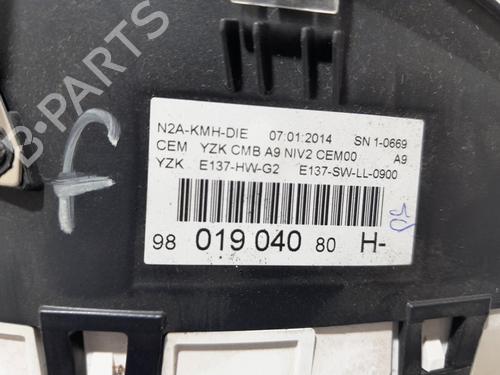 B-PARTS
N2A-KMH-DIE 07:01:2014 SN 1-0669
CEM YZK CMB A9 NIV2 CEM00 A9
YZK E137-HW-G2 E137-SW-LL-0900
98 019 040 80 H-